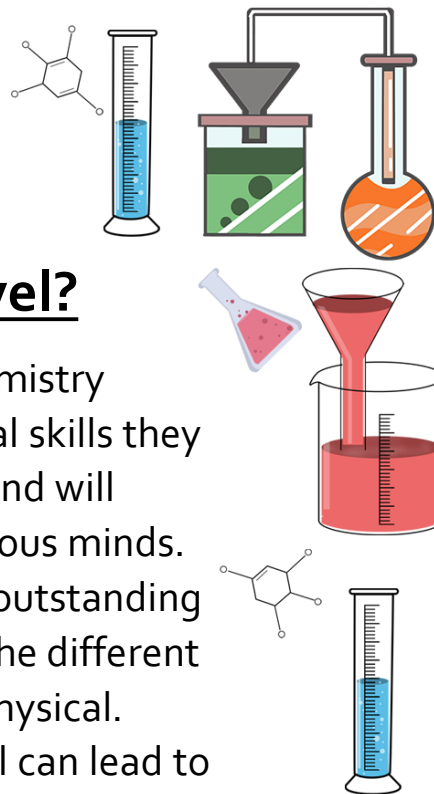 vel?
mistry
al skills they
nd will
ous minds.
outstanding
he different
hysical.
l can lead to